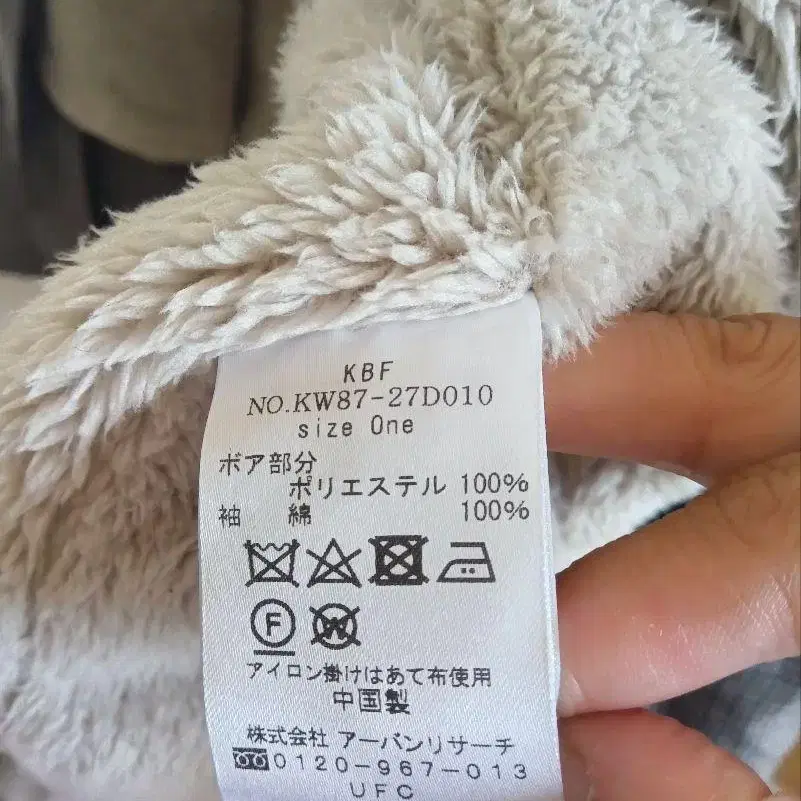 KBF
NO.KW87-27D010
size One
ボア部分
ポリエステル 100%
袖 綿 100%
F W
アイロン掛けはあて布使用
中国製
株式会社 アーバンリサーチ
0120-967-013
UFC